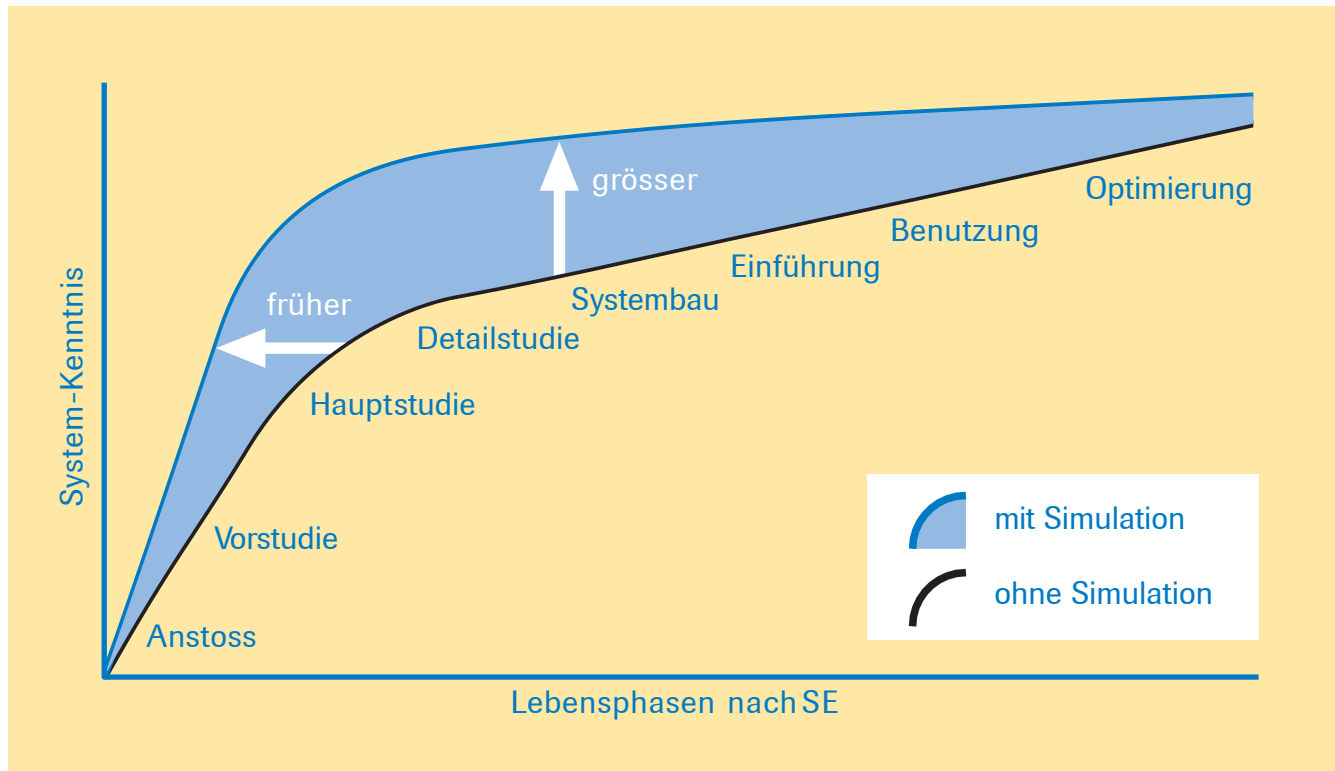 System-Kenntnis
grösser
früher
Optimierung
Benutzung
Einführung
Systembau
Detailstudie
Hauptstudie
Vorstudie
Anstoss
mit Simulation
ohne Simulation
Lebensphasen nach SE